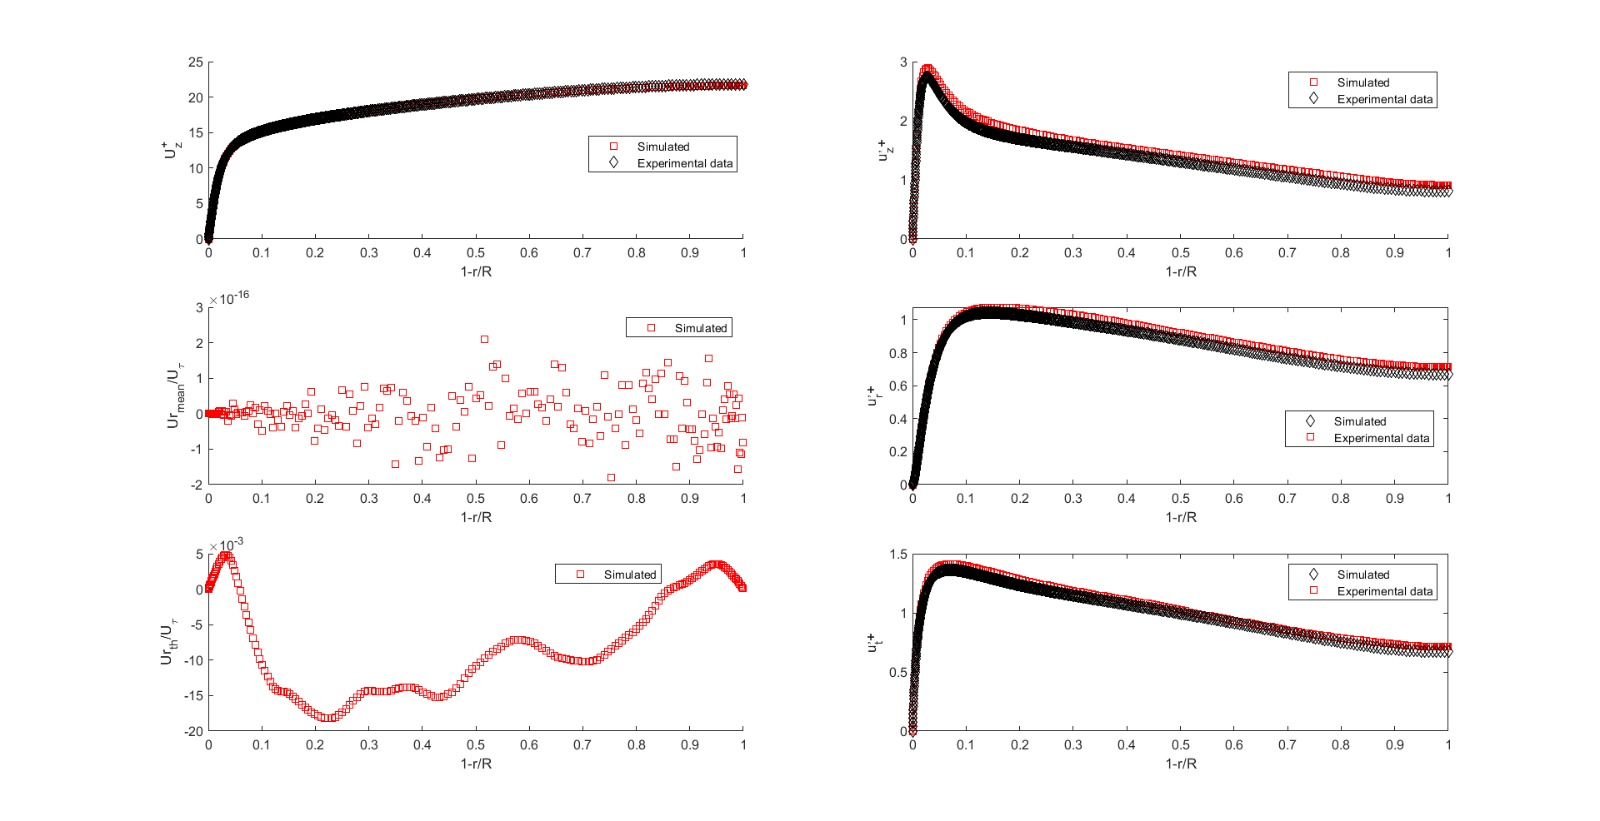 25
20
15
10
5
0
U_z^+
0 0.1 0.2 0.3 0.4 0.5 0.6 0.7 0.8 0.9 1
1-r/R
Simulated
Experimental data
3
2
1
0
u'_z^+
0 0.1 0.2 0.3 0.4 0.5 0.6 0.7 0.8 0.9 1
1-r/R
Simulated
Experimental data
×10^-16
3
2
1
0
-1
-2
Ur_mean/U_τ
0 0.1 0.2 0.3 0.4 0.5 0.6 0.7 0.8 0.9 1
1-r/R
Simulated
1
0.8
0.6
0.4
0.2
0
u'_r^+
0 0.1 0.2 0.3 0.4 0.5 0.6 0.7 0.8 0.9 1
1-r/R
Simulated
Experimental data
×10^-3
5
0
-5
-10
-15
-20
Ur_th/U_τ
0 0.1 0.2 0.3 0.4 0.5 0.6 0.7 0.8 0.9 1
1-r/R
Simulated
1.5
1
0.5
0
u'_t^+
0 0.1 0.2 0.3 0.4 0.5 0.6 0.7 0.8 0.9 1
1-r/R
Simulated
Experimental data